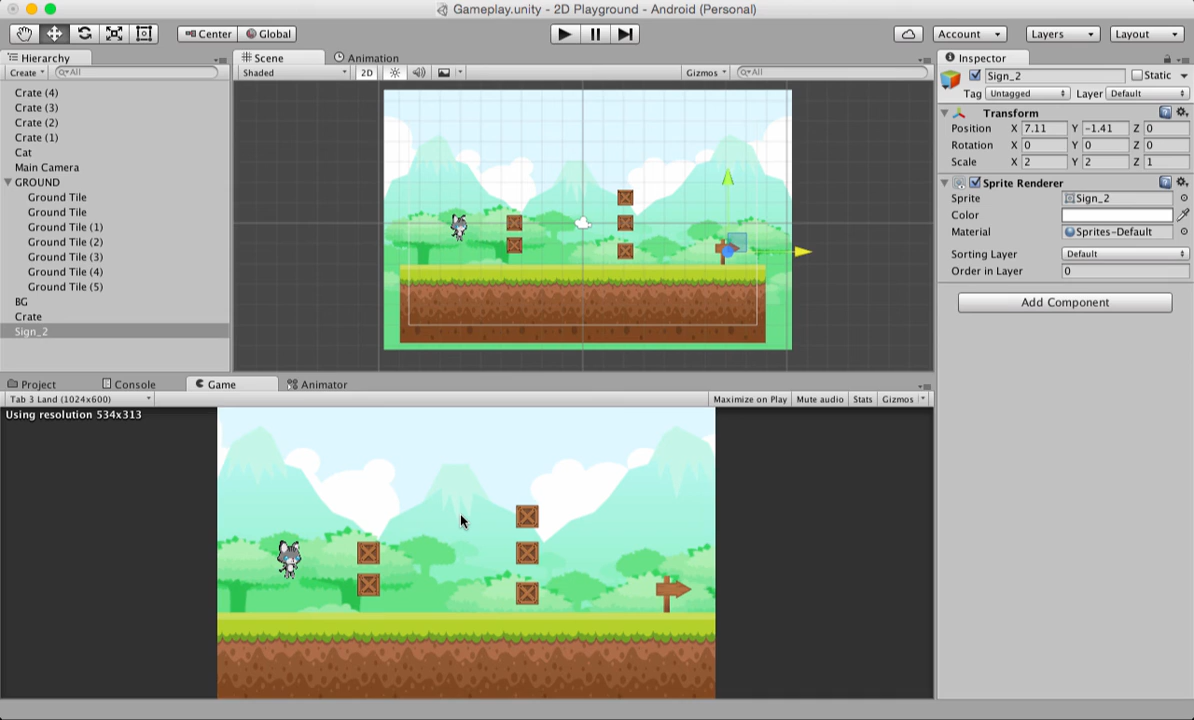 Gameplay.unity - 2D Playground - Android (Personal)
Center Global Account Layers Layout
Hierarchy
Create All
Crate (4)
Crate (3)
Crate (2)
Crate (1)
Cat
Main Camera
GROUND
Ground Tile
Ground Tile
Ground Tile (1)
Ground Tile (2)
Ground Tile (3)
Ground Tile (4)
Ground Tile (5)
BG
Crate
Sign_2
Scene Animation
Shaded 2D Gizmos All
Project Console Game Animator
Tab 3 Land (1024x600) Maximize on Play Mute audio Stats Gizmos
Using resolution 534x313
Inspector
Sign_2 Static
Tag Untagged Layer Default
Transform
Position X 7.11 Y -1.41 Z 0
Rotation X 0 Y 0 Z 0
Scale X 2 Y 2 Z 1
Sprite Renderer
Sprite Sign_2
Color
Material Sprites-Default
Sorting Layer Default
Order in Layer 0
Add Component